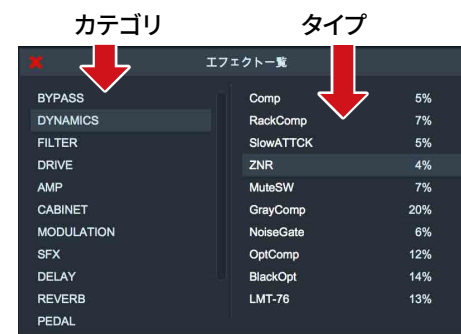 カテゴリ
タイプ
エフェクト一覧
BYPASS
DYNAMICS
FILTER
DRIVE
AMP
CABINET
MODULATION
SFX
DELAY
REVERB
PEDAL
Comp 5%
RackComp 7%
SlowATTCK 5%
ZNR 4%
MuteSW 7%
GrayComp 20%
NoiseGate 6%
OptComp 12%
BlackOpt 14%
LMT-76 13%